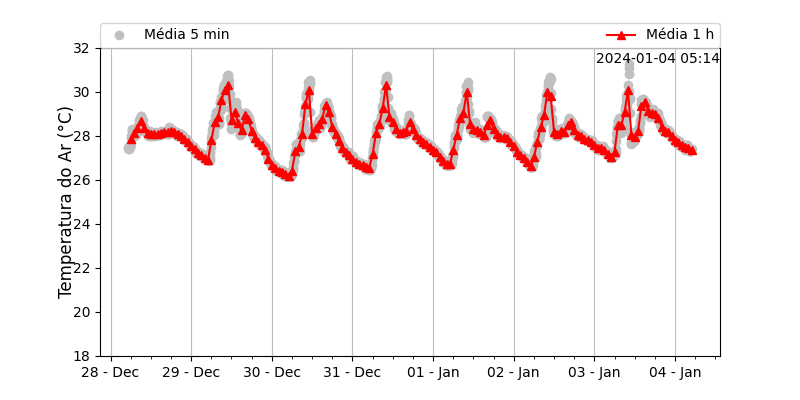 Média 5 min
Média 1 h
2024-01-04 05:14
Temperatura do Ar (°C)
32
30
28
26
24
22
20
18
28 - Dec
29 - Dec
30 - Dec
31 - Dec
01 - Jan
02 - Jan
03 - Jan
04 - Jan